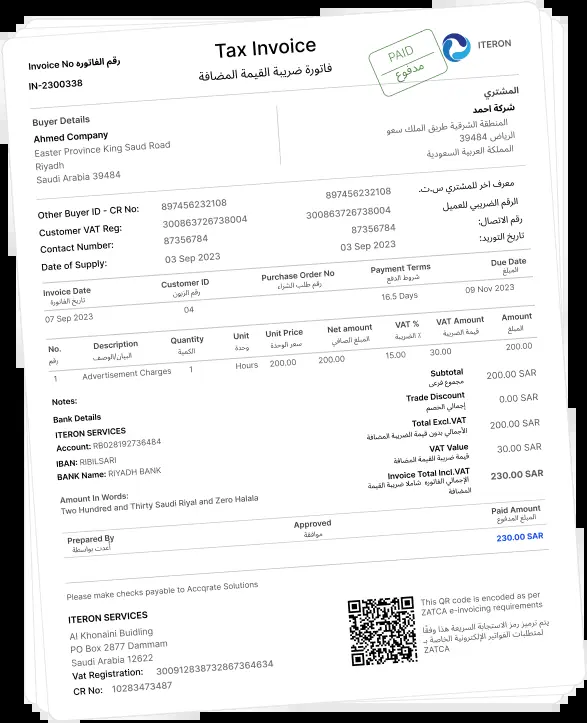 Invoice No رقم الفاتوره
IN-2300338
Tax Invoice
فاتورة ضريبة القيمة المضافة
PAID
مدفوع
ITERON
Buyer Details
Ahmed Company
Easter Province King Saud Road
Riyadh
Saudi Arabia 39484
المشتري
شركة احمد
المنطقة الشرقية طريق الملك سعو
الرياض 39484
المملكة العربية السعودية
Other Buyer ID - CR No: 897456232108 897456232108 معرف اخر للمشتري س.ت.
Customer VAT Reg: 300863726738004 300863726738004 الرقم الضريبي للعميل
Contact Number: 87356784 87356784 رقم الاتصال:
Date of Supply: 03 Sep 2023 03 Sep 2023 تاريخ التوريد:
Invoice Date Customer ID Purchase Order No Payment Terms Due Date
تاريخ الفاتورة رقم الزبون رقم طلب الشراء شروط الدفع المبلغ
07 Sep 2023 04 16.5 Days 09 Nov 2023
No. Description Quantity Unit Unit Price Net amount VAT % VAT Amount Amount
رقم البيان/الوصف الكمية وحدة سعر الوحدة المبلغ الصافي الضريبة ٪ قيمة الضريبة المبلغ
1 Advertisement Charges 1 Hours 200.00 200.00 15.00 30.00 200.00
Notes:
Bank Details
ITERON SERVICES
Account: RB028192736484
IBAN: RIBILSARI
BANK Name: RIYADH BANK
Subtotal
مجموع فرعى
200.00 SAR
Trade Discount
إجمالي الخصم
0.00 SAR
Total Excl.VAT
الأجمالي بدون قيمة الضريبة المضافة
200.00 SAR
VAT Value
قيمة ضريبة القيمة المضافة
30.00 SAR
Invoice Total Incl.VAT
الإجمالي الفاتوره شاملا ضريبة القيمة
المضافة
230.00 SAR
Amount In Words:
Two Hundred and Thirty Saudi Riyal and Zero Halala
Prepared By Approved Paid Amount
أعدت بواسطة موافقة المبلغ المدفوع
230.00 SAR
Please make checks payable to Accqrate Solutions
ITERON SERVICES
Al Khonaini Buidling
PO Box 2877 Dammam
Saudi Arabia 12622
Vat Registration: 300912838732867364634
CR No: 10283473487
This QR code is encoded as per
ZATCA e-invoicing requirements
يتم ترميز رمز الاستجابة السريعة هذا وفقًا
لمتطلبات الفواتير الإلكترونية الخاصة بـ
ZATCA